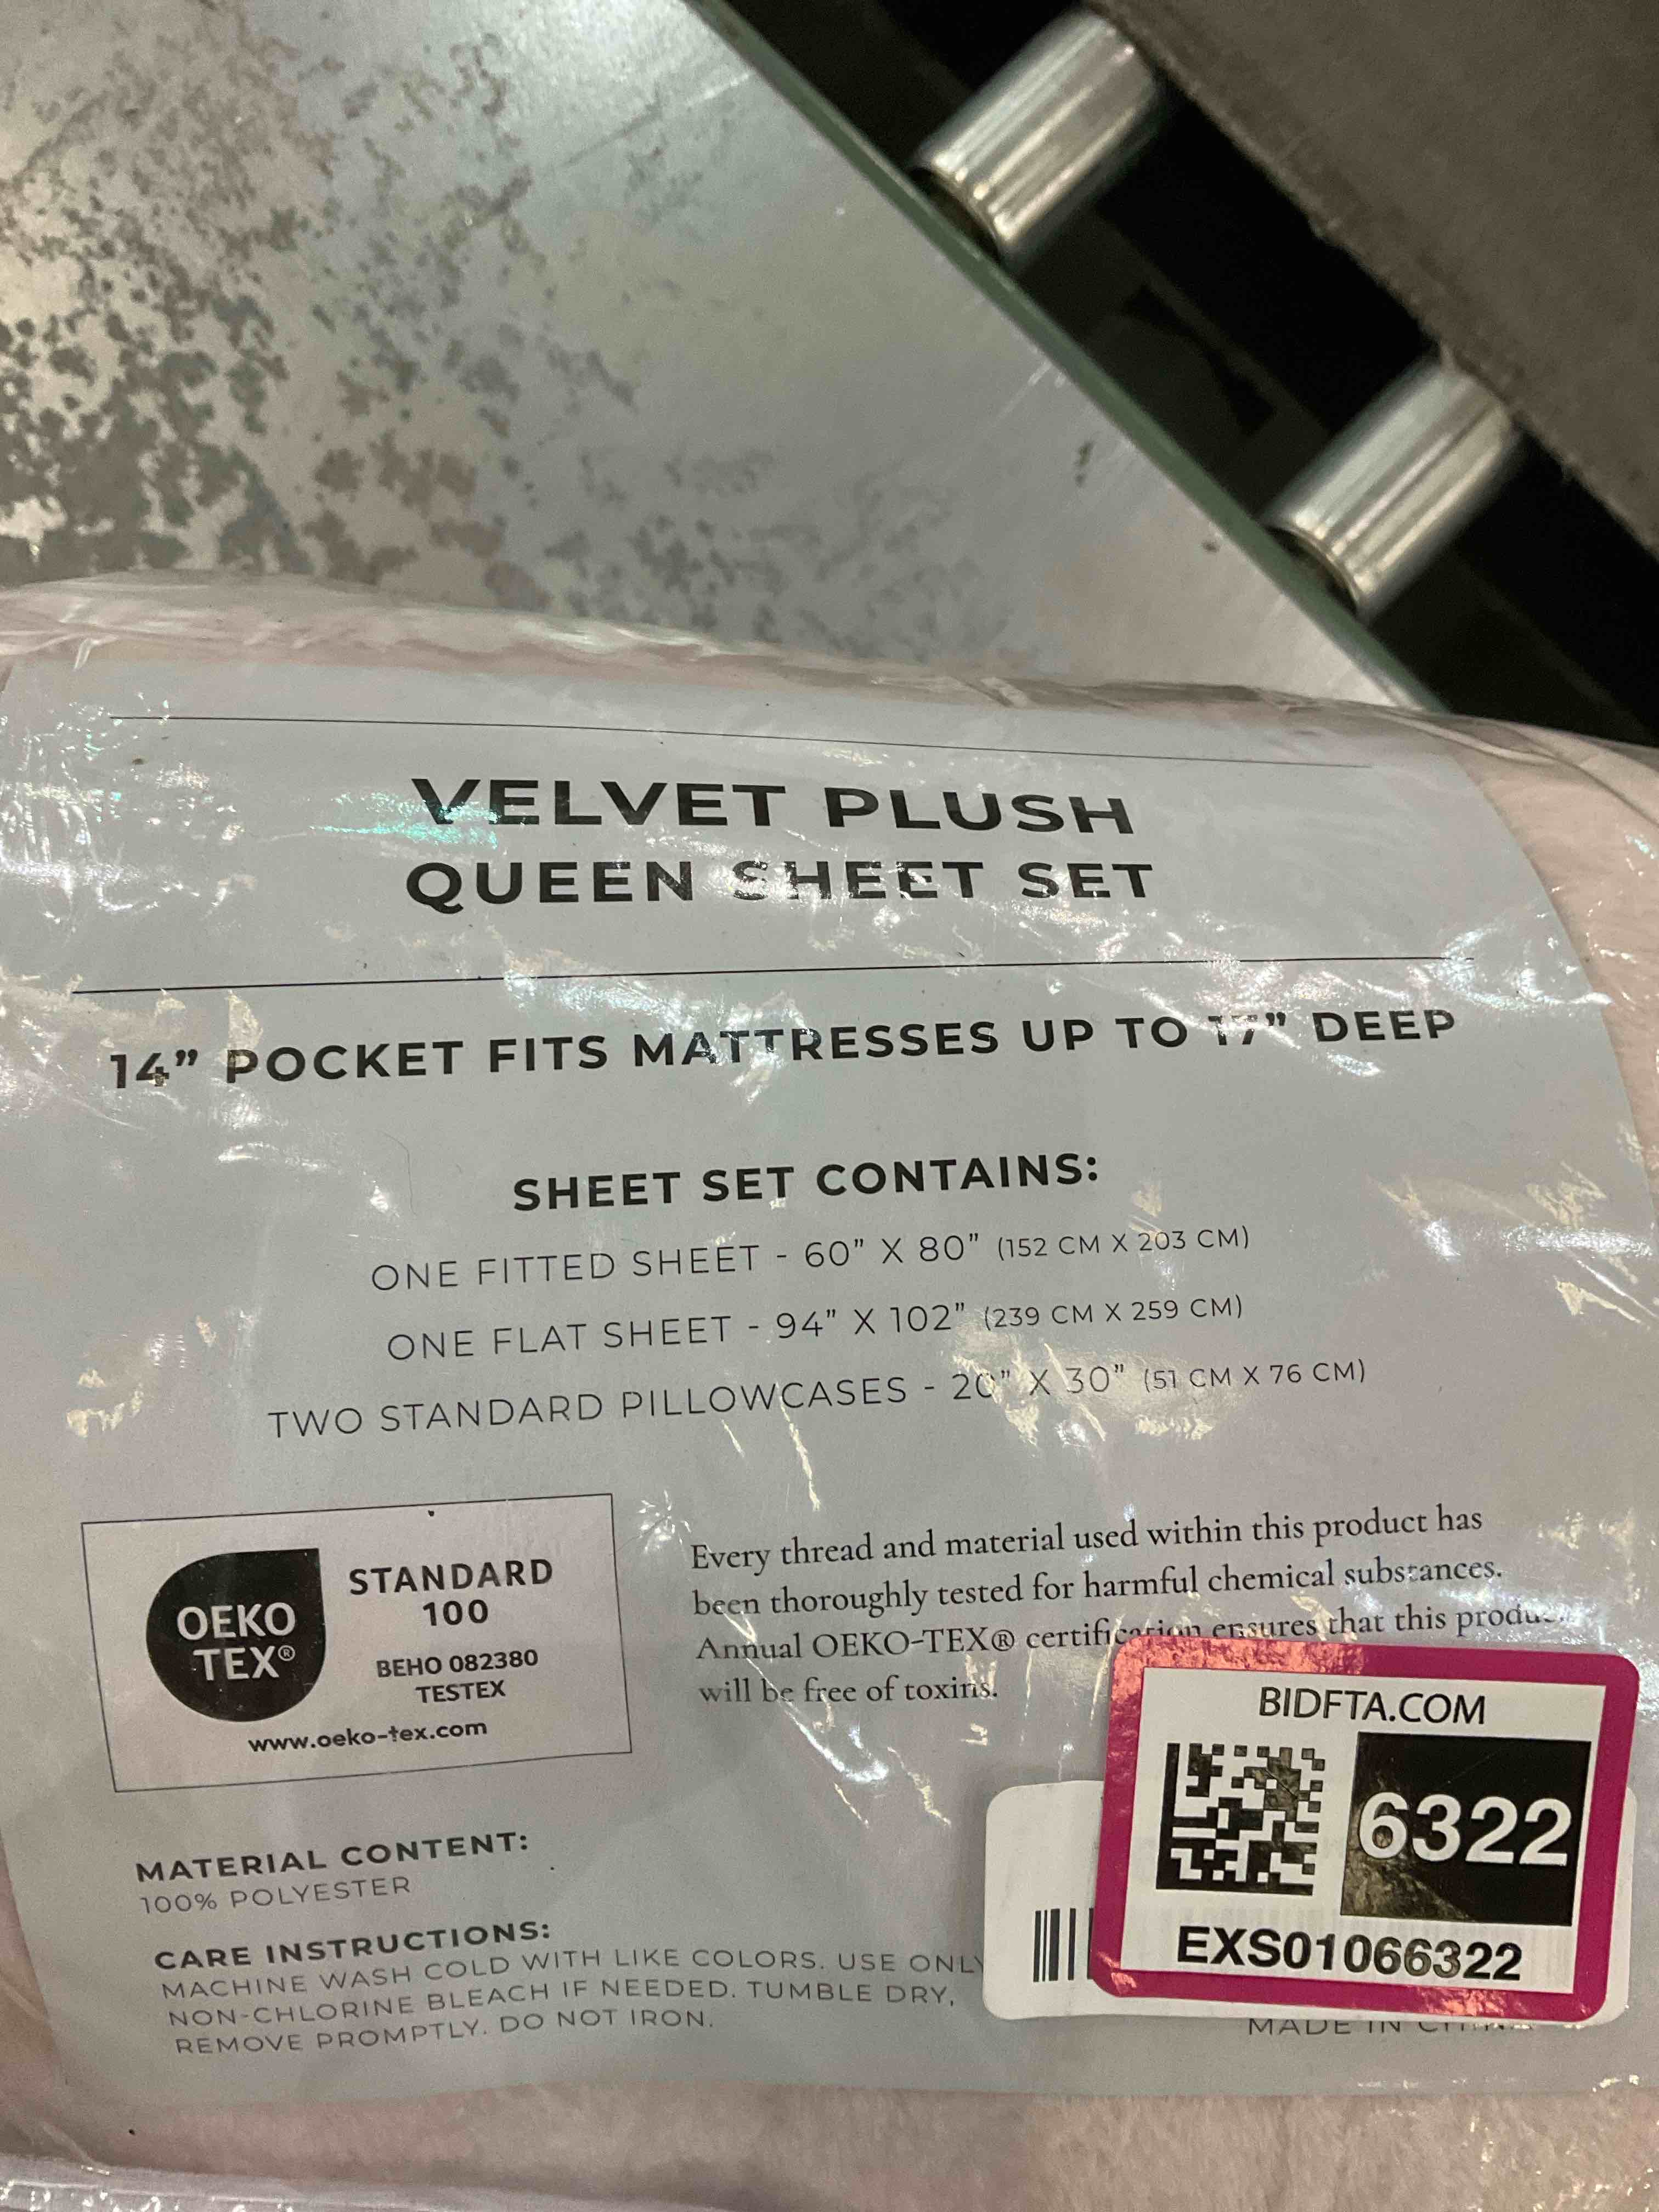 VELVET PLUSH
QUEEN SHEET SET
14" POCKET FITS MATTRESSES UP TO 17" DEEP
SHEET SET CONTAINS:
ONE FITTED SHEET - 60" X 80" (152 CM X 203 CM)
ONE FLAT SHEET - 94" X 102" (239 CM X 259 CM)
TWO STANDARD PILLOWCASES - 20" X 30" (51 CM X 76 CM)
OEKO
TEX®
STANDARD
100
BEHO 082380
TESTEX
www.oeko-tex.com
Every thread and material used within this product has
been thoroughly tested for harmful chemical substances.
Annual OEKO-TEX® certification ensures that this
will be free of toxins.
MATERIAL CONTENT:
100% POLYESTER
CARE INSTRUCTIONS:
MACHINE WASH COLD WITH LIKE COLORS. USE ONLY
NON-CHLORINE BLEACH IF NEEDED. TUMBLE DRY,
REMOVE PROMPTLY. DO NOT IRON.
BIDFTA.COM
6322
EXS01066322
MADE IN